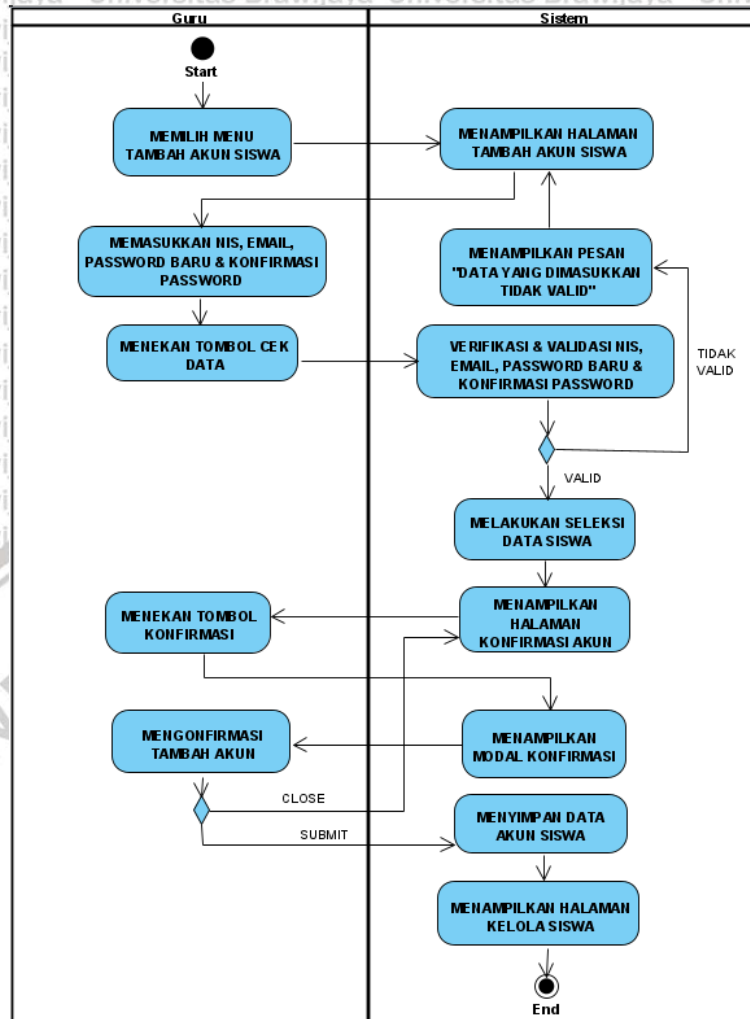 Universitas Brawijaya
Guru
Sistem
Start
MEMILIH MENU
TAMBAH AKUN SISWA
MENAMPILKAN HALAMAN
TAMBAH AKUN SISWA
MEMASUKKAN NIS, EMAIL,
PASSWORD BARU & KONFIRMASI
PASSWORD
MENAMPILKAN PESAN
"DATA YANG DIMASUKKAN
TIDAK VALID"
MENEKAN TOMBOL CEK
DATA
VERIFIKASI & VALIDASI NIS,
EMAIL, PASSWORD BARU &
KONFIRMASI PASSWORD
TIDAK
VALID
VALID
MELAKUKAN SELEKSI
DATA SISWA
MENAMPILKAN
HALAMAN
KONFIRMASI AKUN
MENEKAN TOMBOL
KONFIRMASI
MENAMPILKAN
MODAL KONFIRMASI
MENGONFIRMASI
TAMBAH AKUN
CLOSE
SUBMIT
MENYIMPAN DATA
AKUN SISWA
MENAMPILKAN HALAMAN
KELOLA SISWA
End